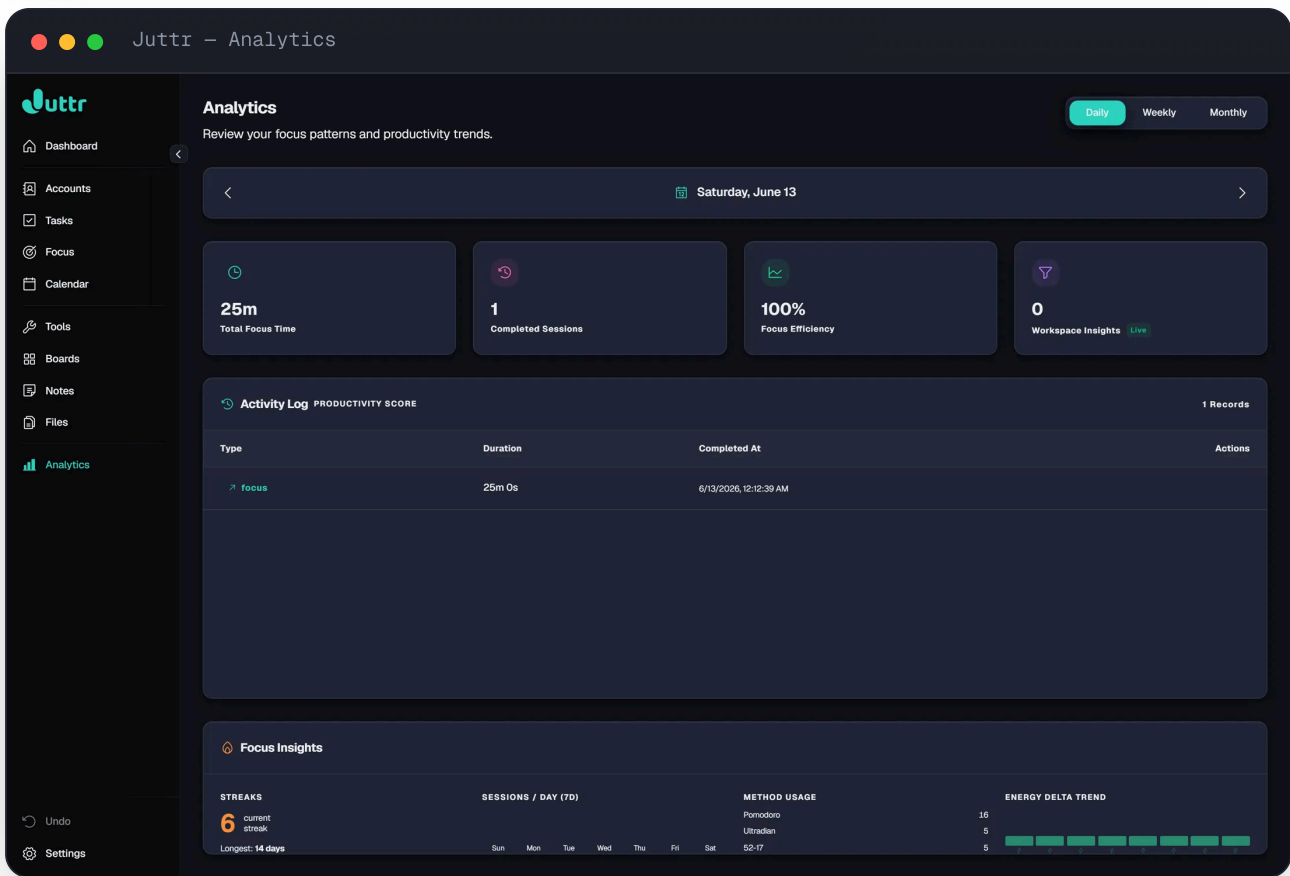 Juttr — Analytics
Juttr
Dashboard
Accounts
Tasks
Focus
Calendar
Tools
Boards
Notes
Files
Analytics
Undo
Settings
Analytics
Review your focus patterns and productivity trends.
Daily Weekly Monthly
Saturday, June 13
25m
Total Focus Time
1
Completed Sessions
100%
Focus Efficiency
0
Workspace Insights Live
Activity Log PRODUCTIVITY SCORE 1 Records
Type Duration Completed At Actions
focus 25m 0s 6/13/2026, 12:12:39 AM
Focus Insights
STREAKS
6 current streak
Longest: 14 days
SESSIONS / DAY (7D)
Sun Mon Tue Wed Thu Fri Sat
METHOD USAGE
Pomodoro 16
Ultradian 5
52-17 5
ENERGY DELTA TREND